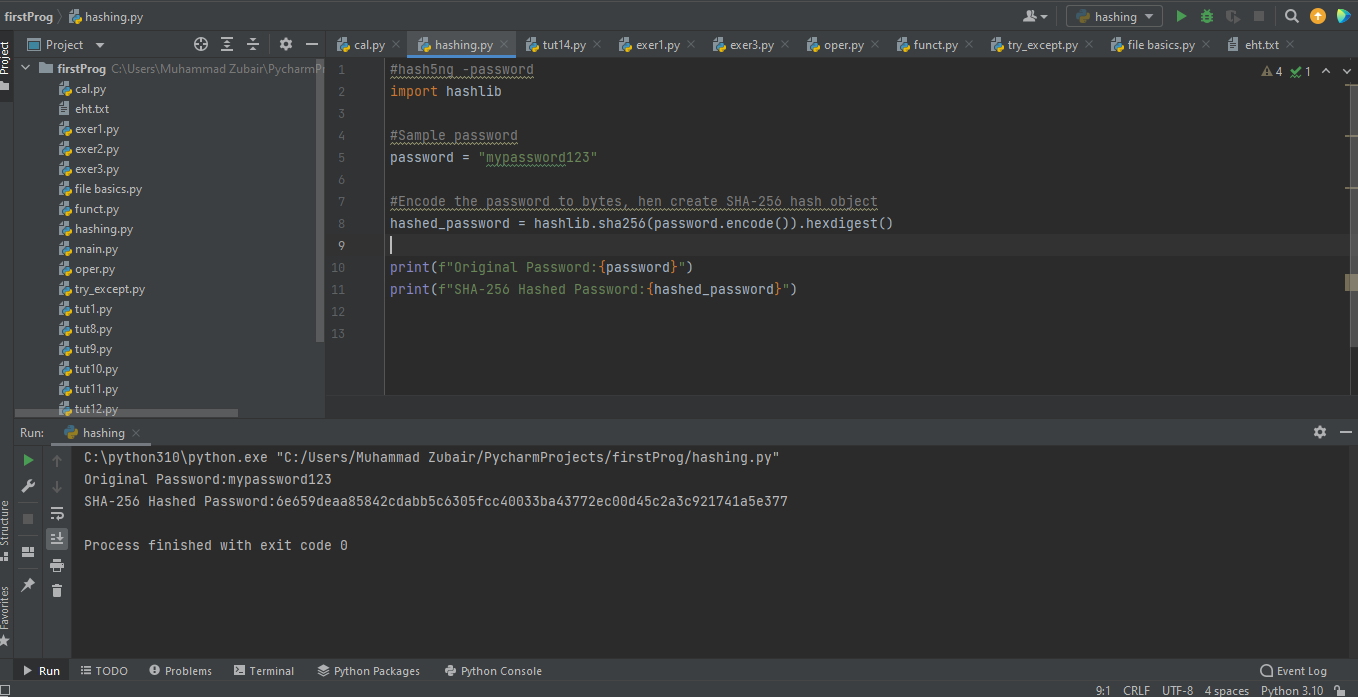 firstProg hashing.py
hashing
Project
Project
cal.py hashing.py tut14.py exer1.py exer3.py oper.py funct.py try_except.py file basics.py eht.txt
firstProg C:\Users\Muhammad Zubair\PycharmPr
cal.py
eht.txt
exer1.py
exer2.py
exer3.py
file basics.py
funct.py
hashing.py
main.py
oper.py
try_except.py
tut1.py
tut8.py
tut9.py
tut10.py
tut11.py
tut12.py
4 1
1 #hash5ng -password
2 import hashlib
3
4 #Sample password
5 password = "mypassword123"
6
7 #Encode the password to bytes, hen create SHA-256 hash object
8 hashed_password = hashlib.sha256(password.encode()).hexdigest()
9
10 print(f"Original Password:{password}")
11 print(f"SHA-256 Hashed Password:{hashed_password}")
12
13
Run: hashing
C:\python310\python.exe "C:/Users/Muhammad Zubair/PycharmProjects/firstProg/hashing.py"
Original Password:mypassword123
SHA-256 Hashed Password:6e659deaa85842cdabb5c6305fcc40033ba43772ec00d45c2a3c921741a5e377
Process finished with exit code 0
Structure
Favorites
Run TODO Problems Terminal Python Packages Python Console Event Log
9:1 CRLF UTF-8 4 spaces Python 3.10